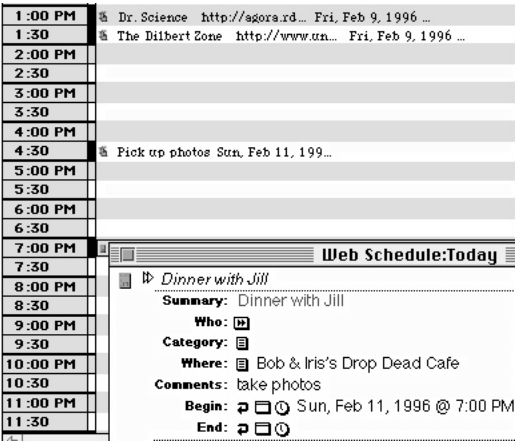 1:00 PM Dr. Science http://agora.rd... Fri, Feb 9, 1996 ...
1:30 The Dilbert Zone http://www.un... Fri, Feb 9, 1996 ...
2:00 PM
2:30
3:00 PM
3:30
4:00 PM
4:30 Pick up photos Sun, Feb 11, 199...
5:00 PM
5:30
6:00 PM
6:30
7:00 PM
7:30
8:00 PM
8:30
9:00 PM
9:30
10:00 PM
10:30
11:00 PM
11:30
Web Schedule:Today
Dinner with Jill
Summary: Dinner with Jill
Who:
Category:
Where: Bob & Iris's Drop Dead Cafe
Comments: take photos
Begin: Sun, Feb 11, 1996 @ 7:00 PM
End: